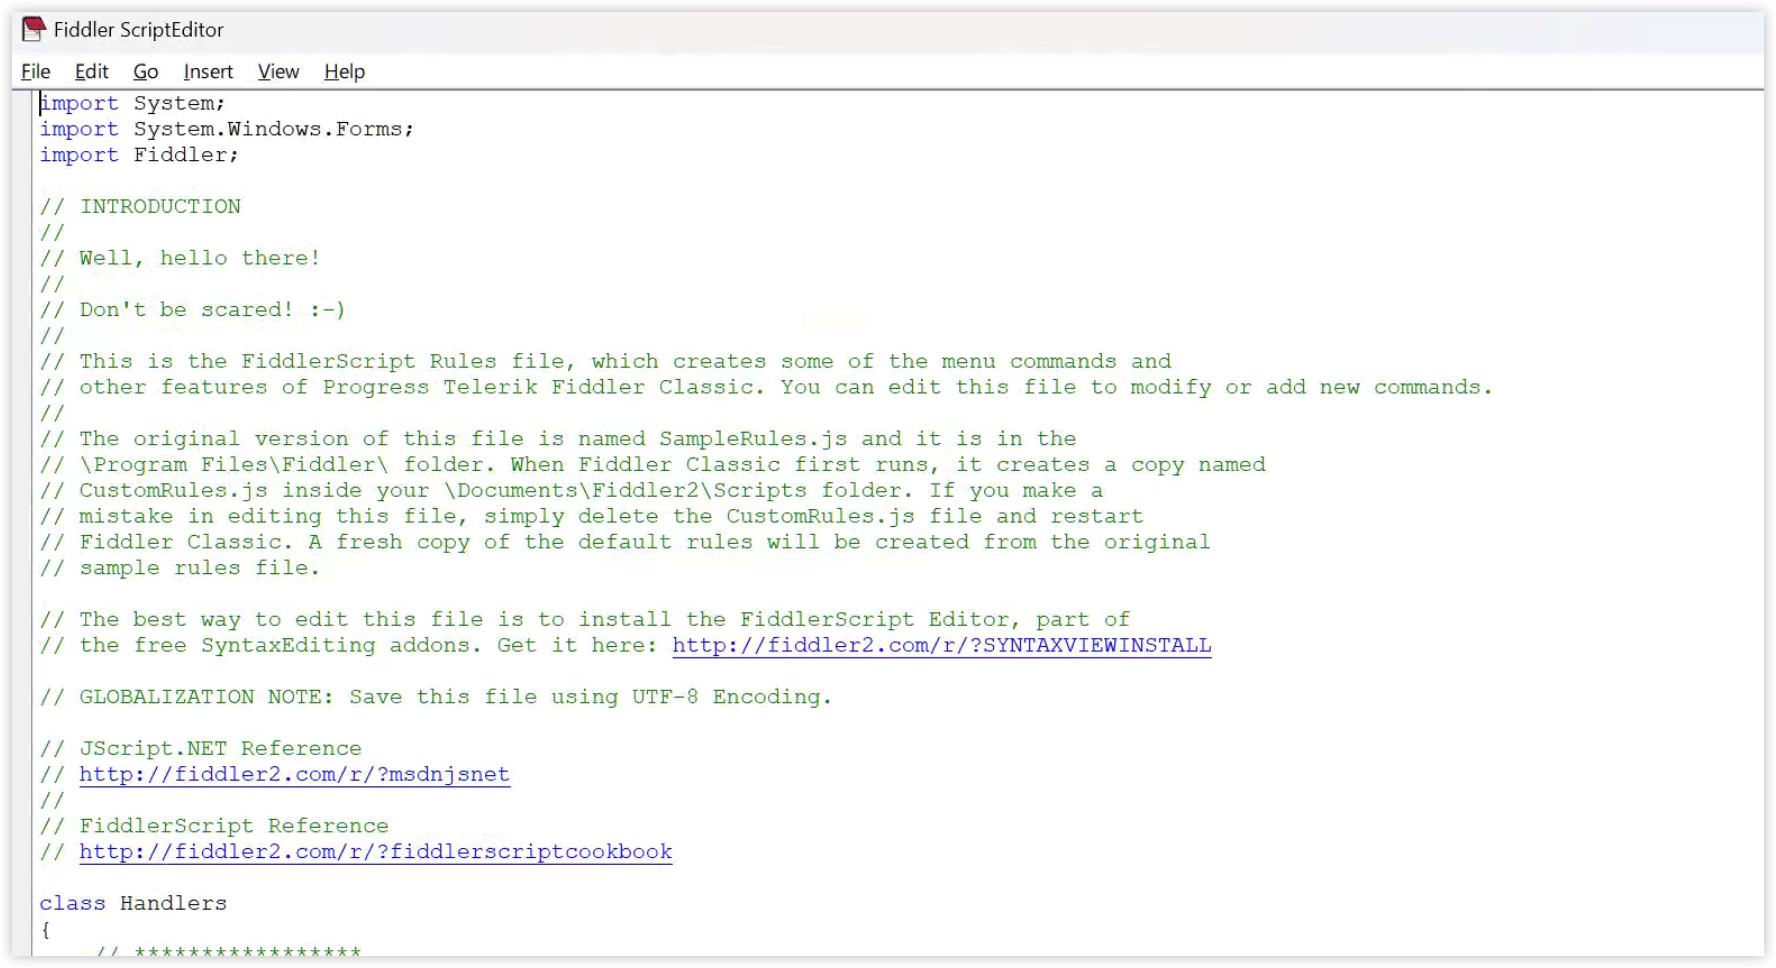 Fiddler ScriptEditor
File Edit Go Insert View Help
import System;
import System.Windows.Forms;
import Fiddler;
// INTRODUCTION
//
// Well, hello there!
//
// Don't be scared! :-)
//
// This is the FiddlerScript Rules file, which creates some of the menu commands and
// other features of Progress Telerik Fiddler Classic. You can edit this file to modify or add new commands.
//
// The original version of this file is named SampleRules.js and it is in the
// \Program Files\Fiddler\ folder. When Fiddler Classic first runs, it creates a copy named
// CustomRules.js inside your \Documents\Fiddler2\Scripts folder. If you make a
// mistake in editing this file, simply delete the CustomRules.js file and restart
// Fiddler Classic. A fresh copy of the default rules will be created from the original
// sample rules file.
// The best way to edit this file is to install the FiddlerScript Editor, part of
// the free SyntaxEditing addons. Get it here: http://fiddler2.com/r/?SYNTAXVIEWINSTALL
// GLOBALIZATION NOTE: Save this file using UTF-8 Encoding.
// JScript.NET Reference
// http://fiddler2.com/r/?msdnjsnet
//
// FiddlerScript Reference
// http://fiddler2.com/r/?fiddlerscriptcookbook
class Handlers
{
// *****************